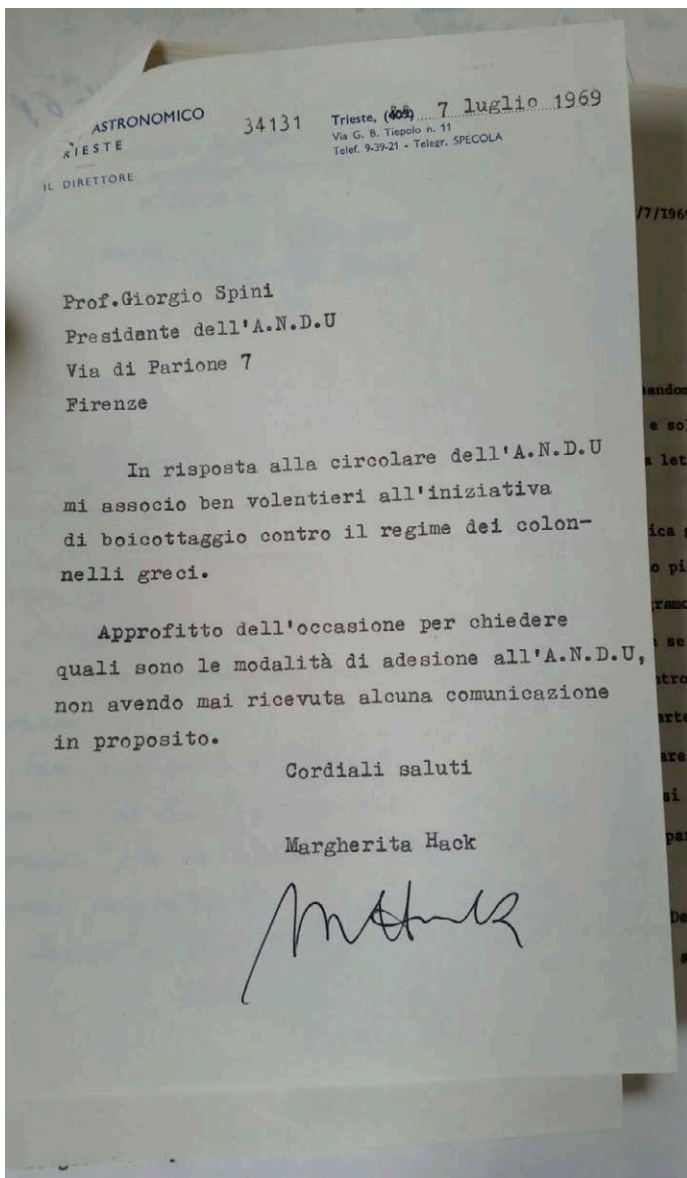 ASTRONOMICO
IL DIRETTORE
34131
Trieste, 7 luglio 1969
Via G. B. Tiepolo n. 11
Telef. 9-39-21 - Telegr. SPECOLA
/7/1969
Prof.Giorgio Spini
Presidente dell'A.N.D.U
Via di Parione 7
Firenze
In risposta alla circolare dell'A.N.D.U
mi associo ben volentieri all'iniziativa
di boicottaggio contro il regime dei colon-
nelli greci.
Approfitto dell'occasione per chiedere
quali sono le modalità di adesione all'A.N.D.U,
non avendo mai ricevuta alcuna comunicazione
in proposito.
Cordiali saluti
Margherita Hack
MHack